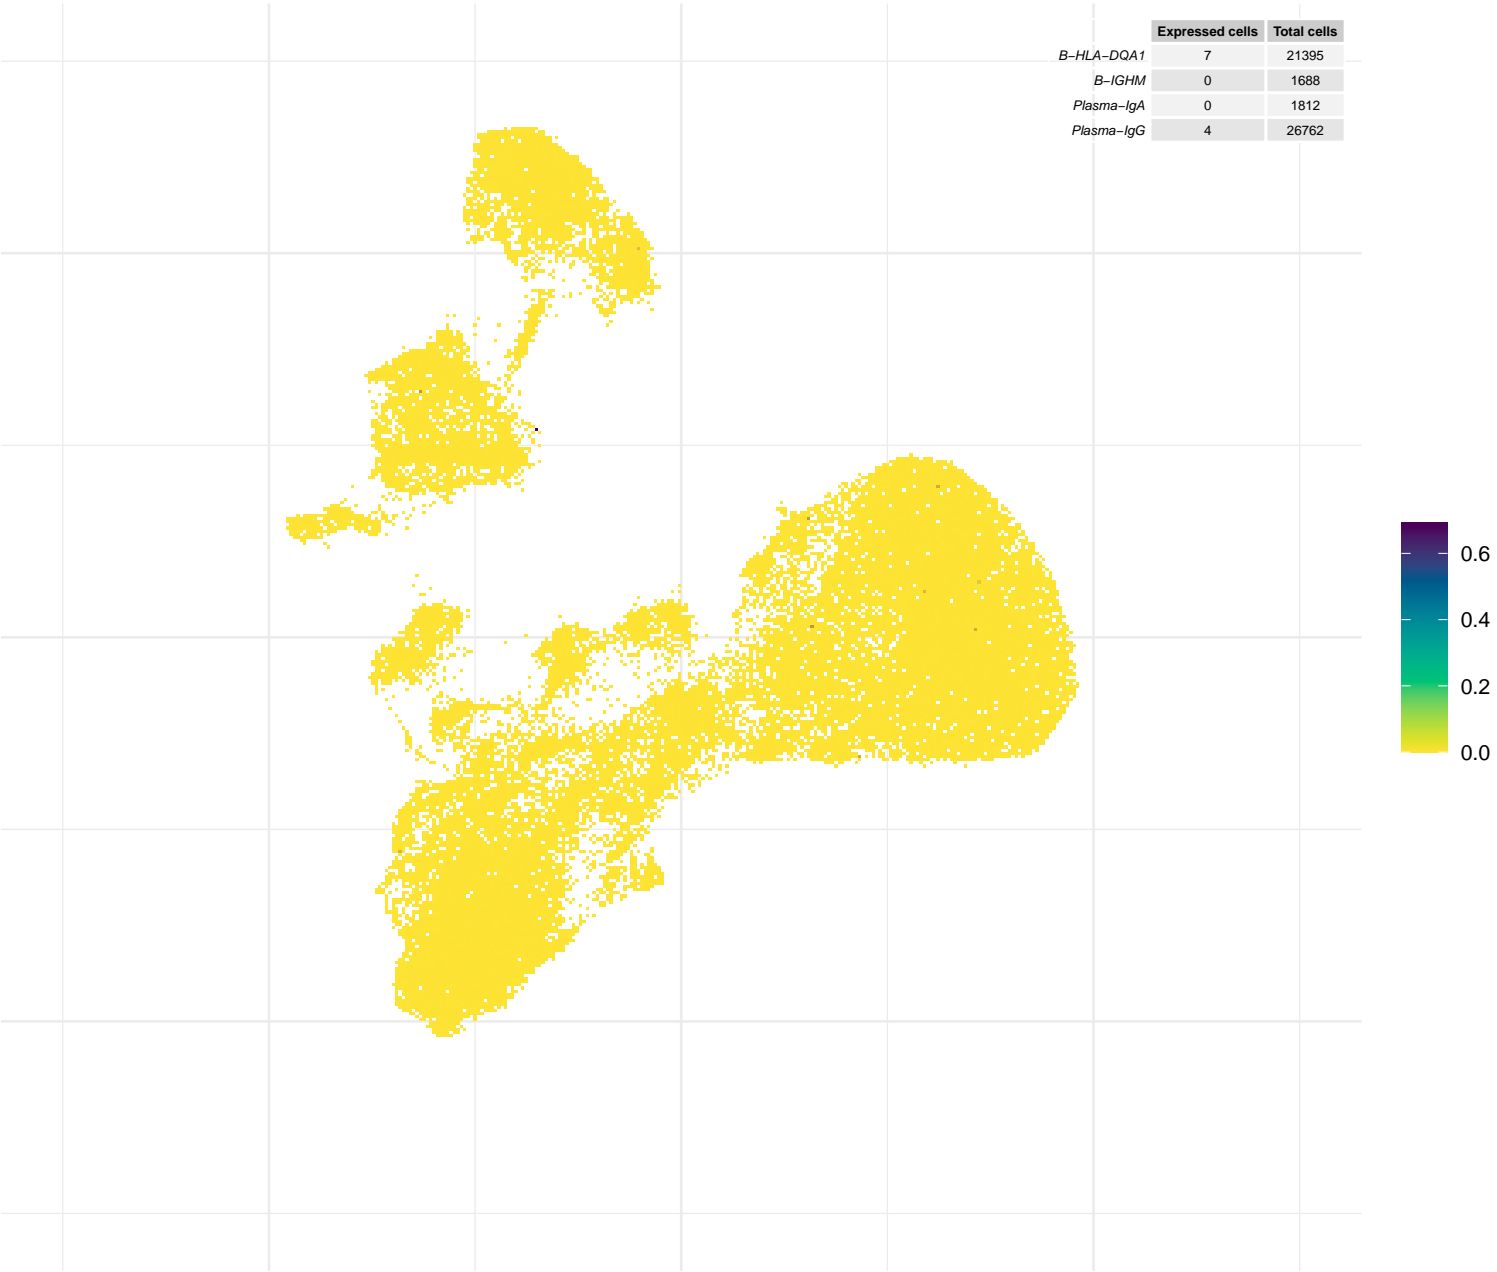 Expressed cells Total cells
B−HLA−DQA1 7 21395
B−IGHM 0 1688
Plasma−IgA 0 1812
Plasma−IgG 4 26762
0.6
0.4
0.2
0.0